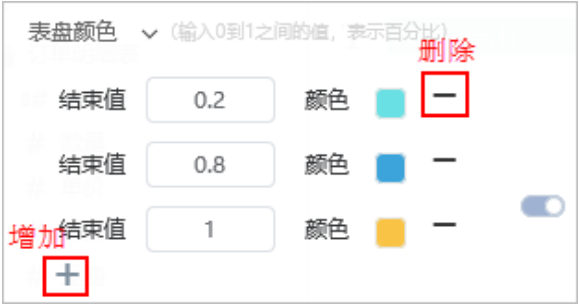 表盘颜色 (输入0到1之间的值，表示百分比)
删除
结束值 0.2 颜色
结束值 0.8 颜色
结束值 1 颜色
增加